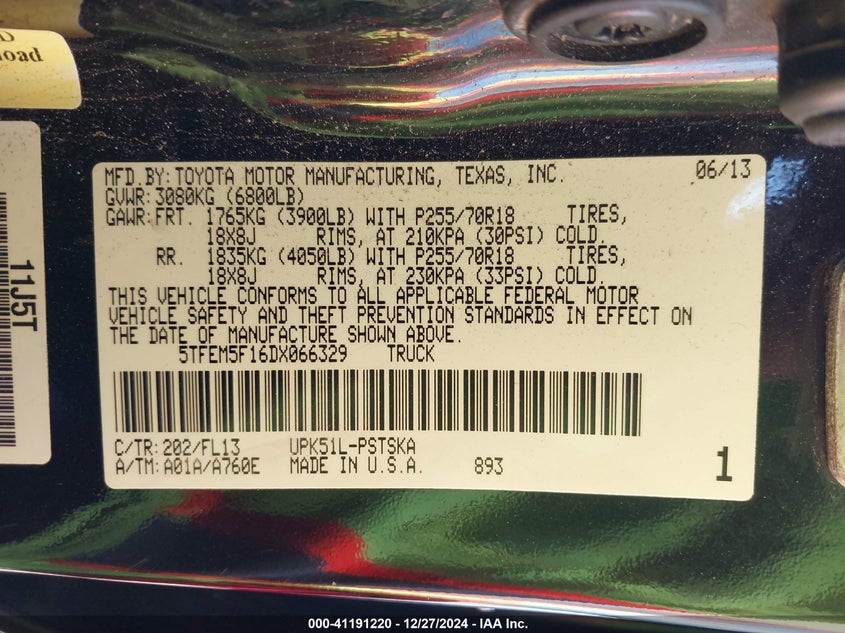 D
load
11J5T
MFD.BY:TOYOTA MOTOR MANUFACTURING, TEXAS, INC. 06/13
GVWR:3080KG (6800LB)
GAWR:FRT. 1765KG (3900LB) WITH P255/70R18 TIRES,
18X8J RIMS, AT 210KPA (30PSI) COLD
RR. 1835KG (4050LB) WITH P255/70R18 TIRES,
18X8J RIMS, AT 230KPA (33PSI) COLD.
THIS VEHICLE CONFORMS TO ALL APPLICABLE FEDERAL MOTOR
VEHICLE SAFETY AND THEFT PREVENTION STANDARDS IN EFFECT ON
THE DATE OF MANUFACTURE SHOWN ABOVE.
5TFEM5F16DX066329 TRUCK
C/TR:202/FL13 UPK51L-PSTSKA
A/TM:A01A/A760E MADE IN U.S.A. 893 1
000-41191220 - 12/27/2024 - IAA Inc.